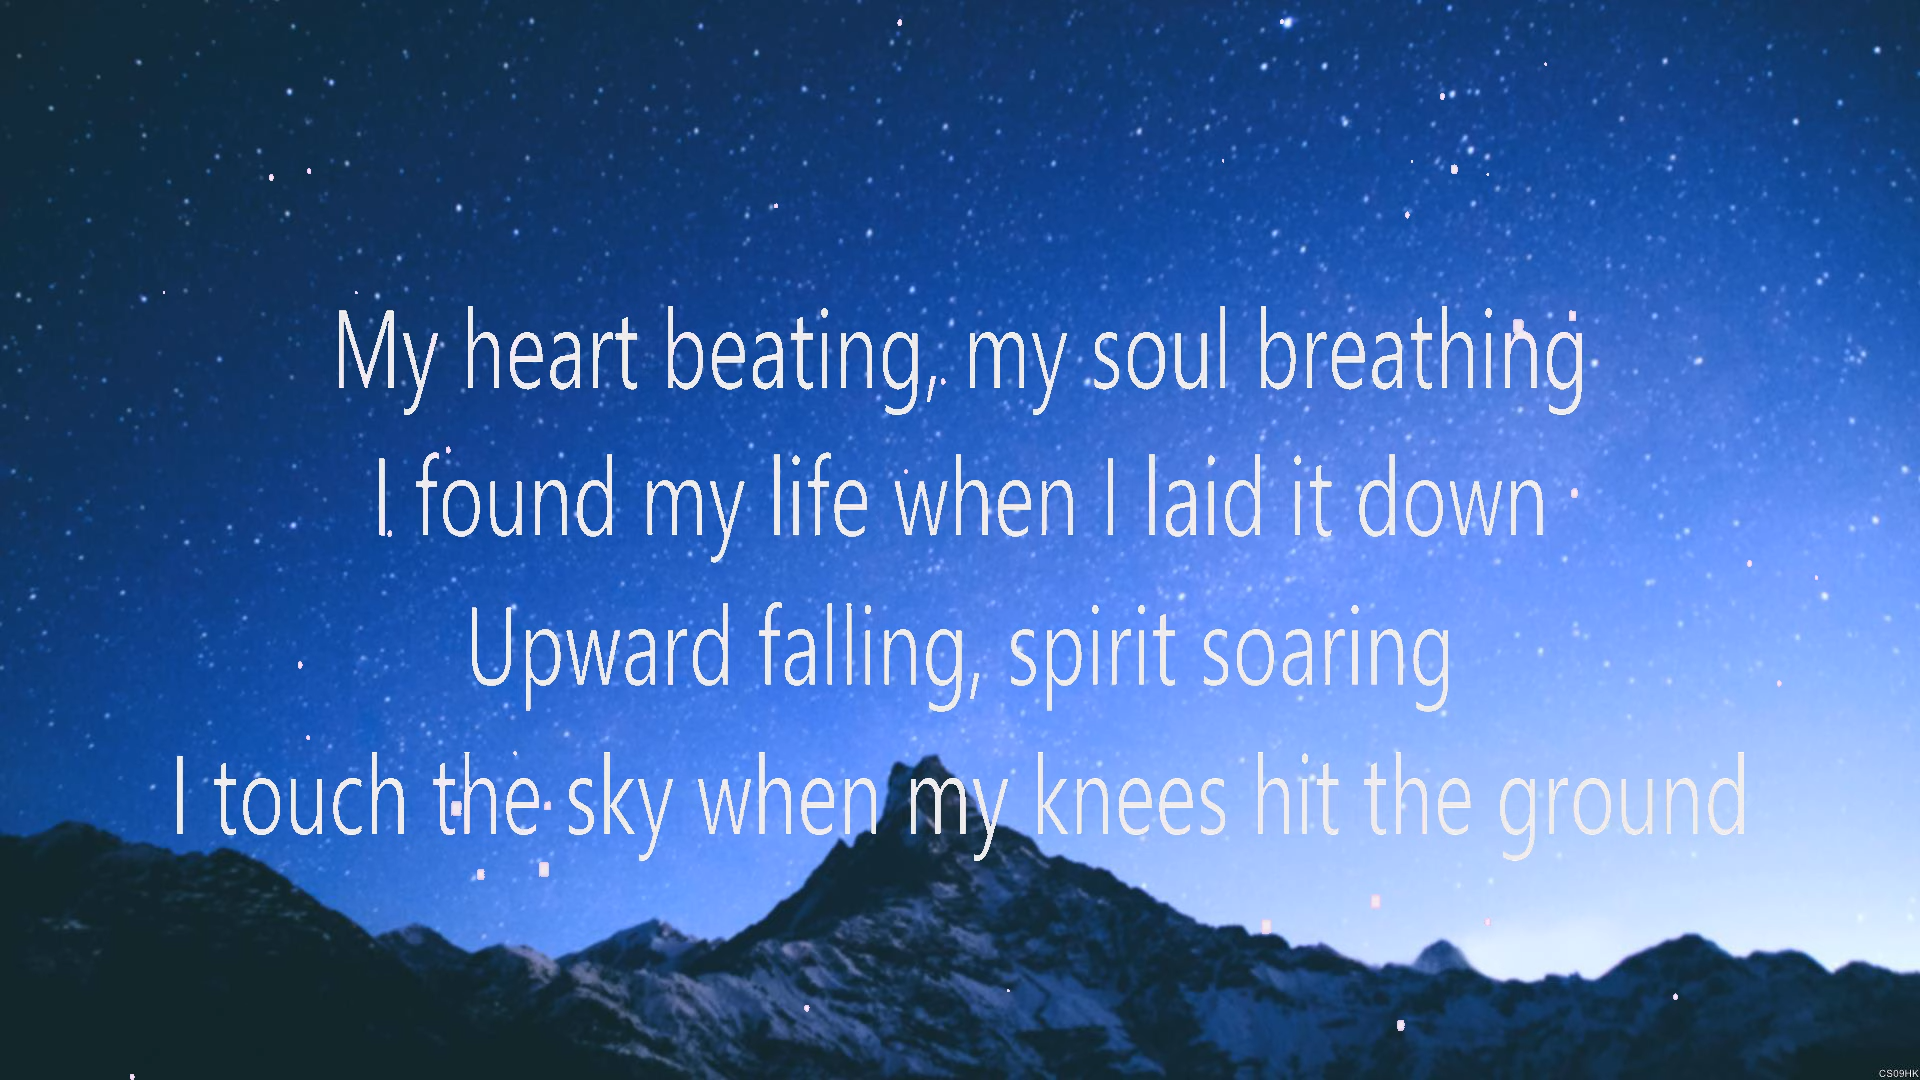 My heart beating, my soul breathing
I found my life when I laid it down
Upward falling, spirit soaring
I touch the sky when my knees hit the ground
CS09HK